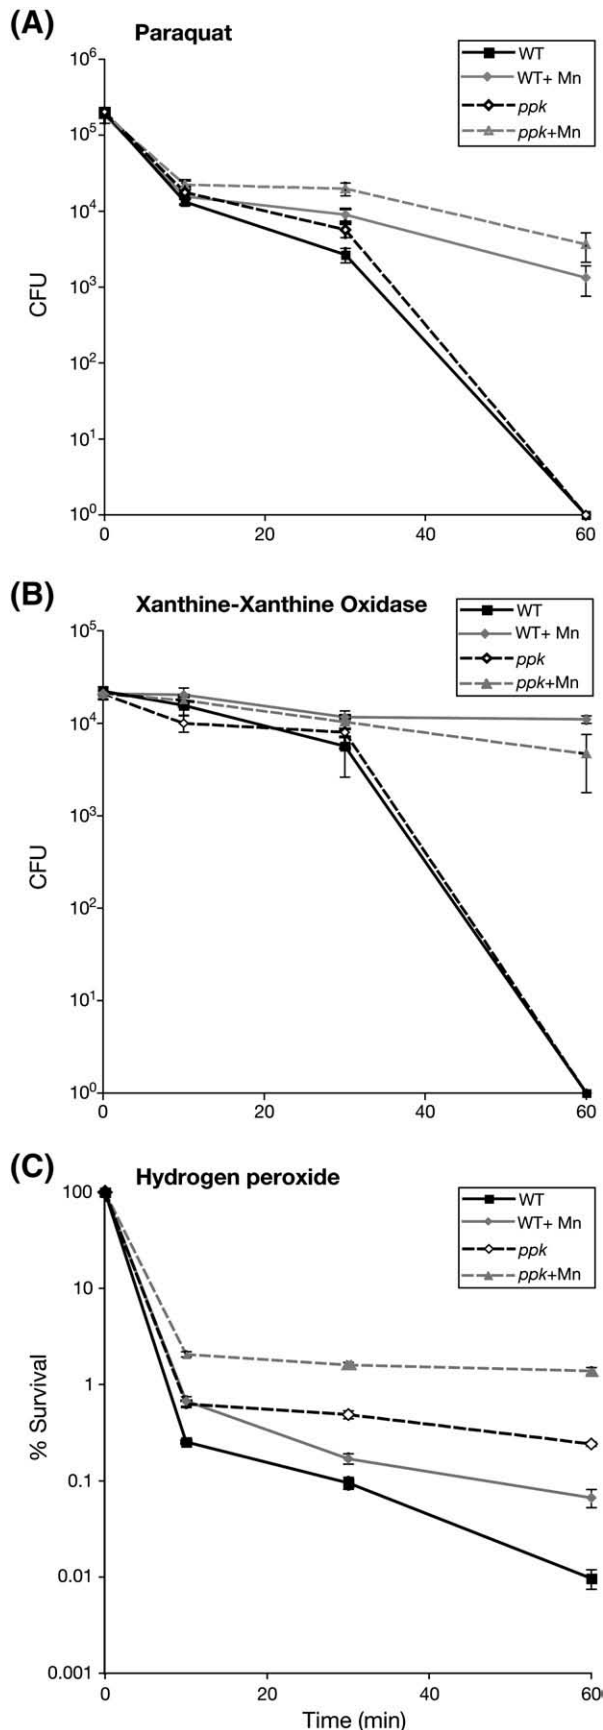 (A) Paraquat
10⁶
10⁵
10⁴
10³
10²
10¹
10⁰
CFU
0 20 40 60
WT
WT+ Mn
ppk
ppk+Mn
(B) Xanthine-Xanthine Oxidase
10⁵
10⁴
10³
10²
10¹
10⁰
CFU
0 20 40 60
WT
WT+ Mn
ppk
ppk+Mn
(C) Hydrogen peroxide
100
10
1
0.1
0.01
0.001
% Survival
0 20 40 60
Time (min)
WT
WT+ Mn
ppk
ppk+Mn